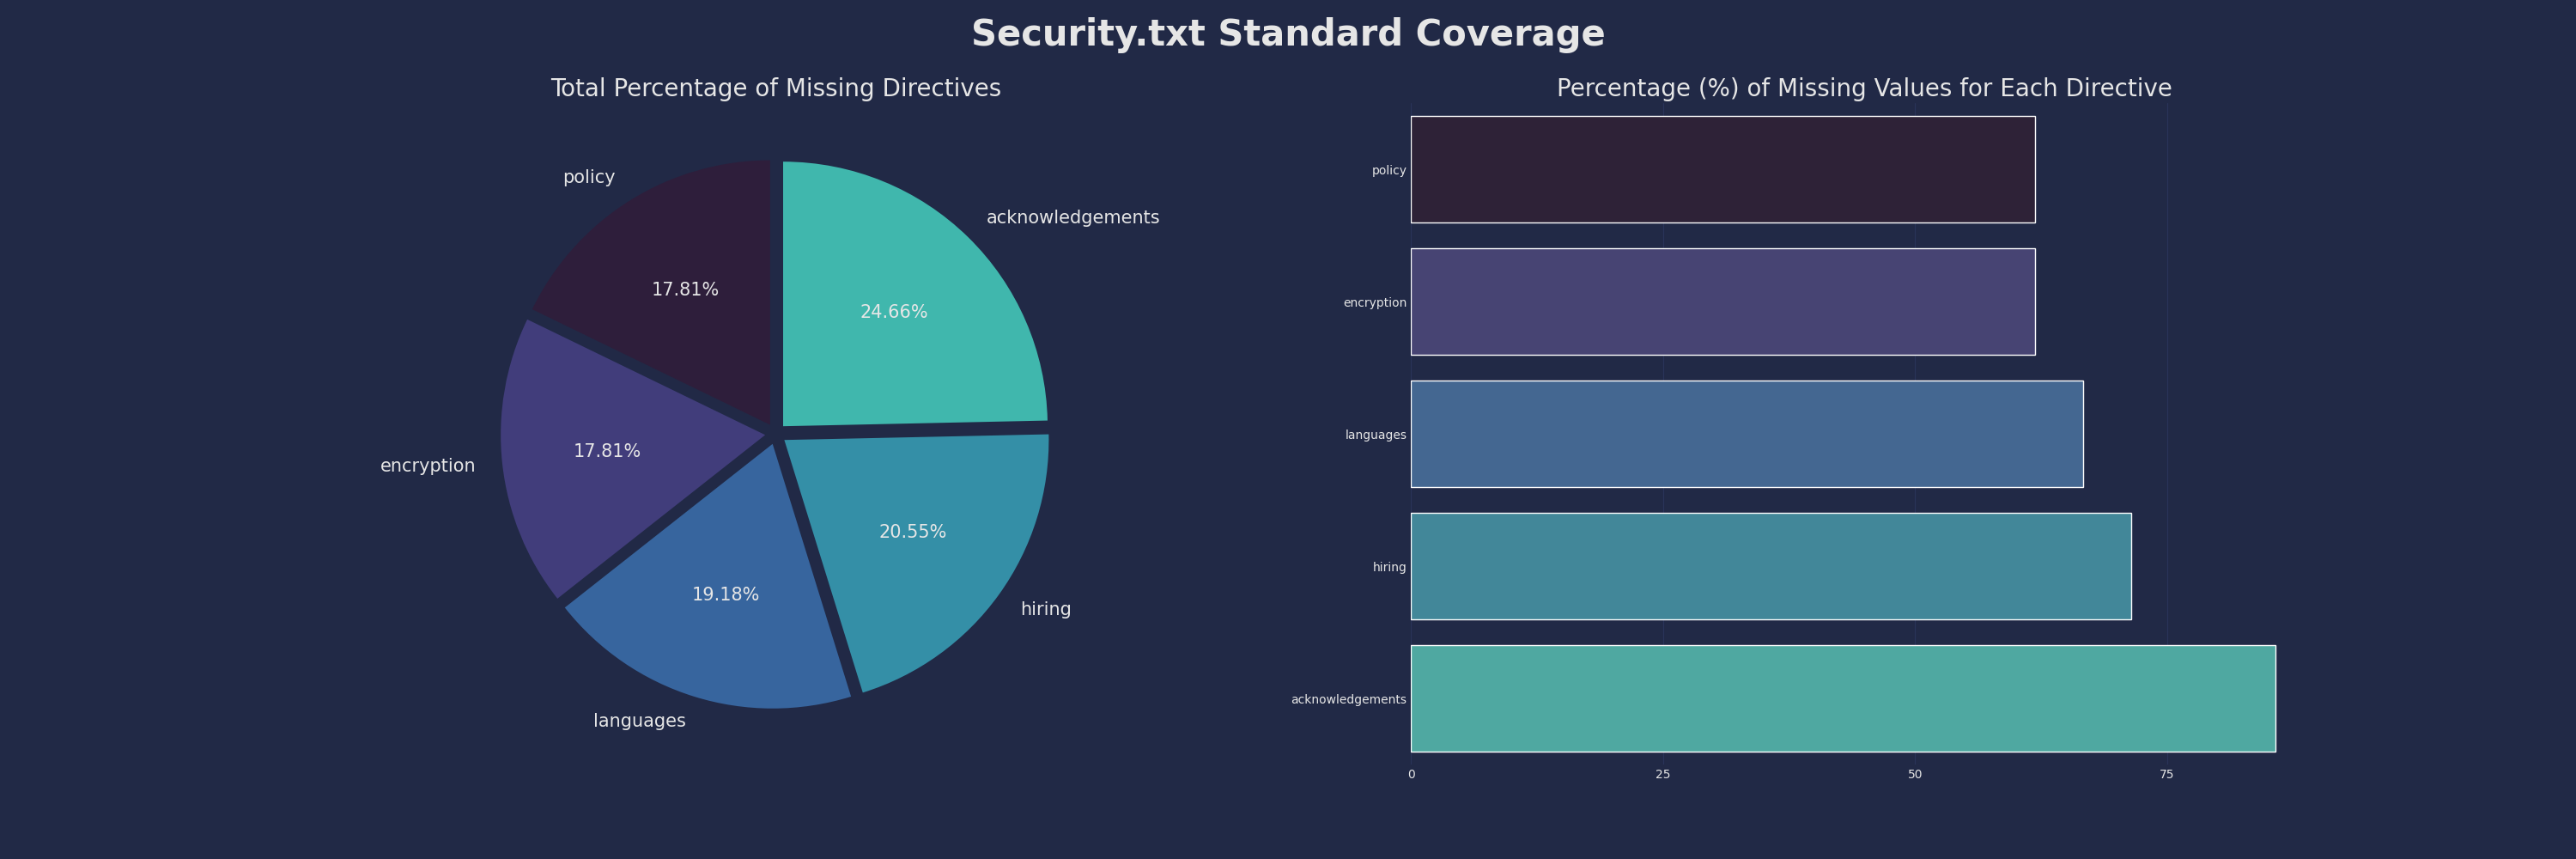 Security.txt Standard Coverage
Total Percentage of Missing Directives
policy
acknowledgements
17.81%
24.66%
encryption
17.81%
20.55%
19.18%
hiring
languages
Percentage (%) of Missing Values for Each Directive
policy
encryption
languages
hiring
acknowledgements
0 25 50 75